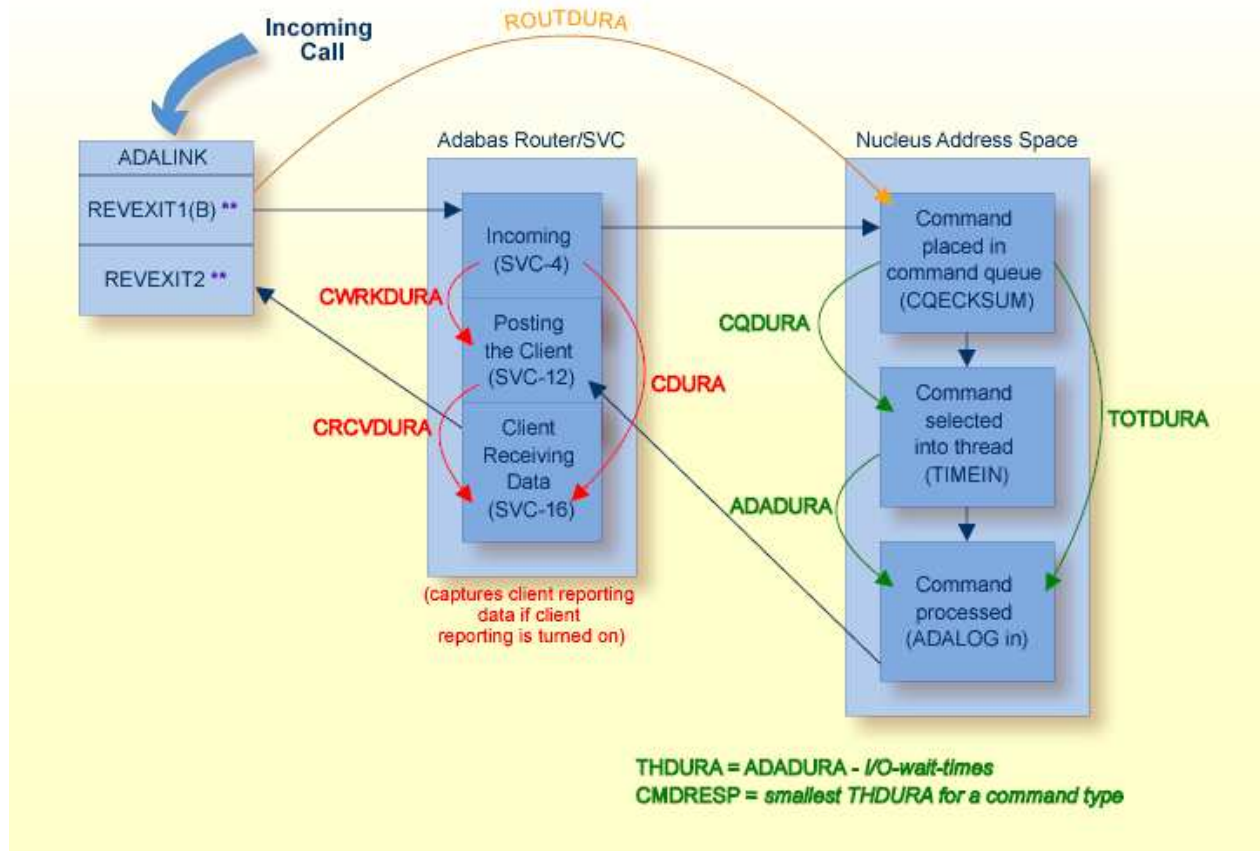 ROUTDURA
Incoming
Call
Adabas Router/SVC
Nucleus Address Space
ADALINK
REVEXIT1(B) **
REVEXIT2 **
Incoming
(SVC-4)
CWRKDURA
Posting
the Client
(SVC-12)
CDURA
CRCVDURA
Client
Receiving
Data
(SVC-16)
(captures client reporting
data if client
reporting is turned on)
Command
placed in
command queue
(CQECKSUM)
CQDURA
Command
selected
into thread
(TIMEIN)
TOTDURA
ADADURA
Command
processed
(ADALOG in)
THDURA = ADADURA - I/O-wait-times
CMDRESP = smallest THDURA for a command type